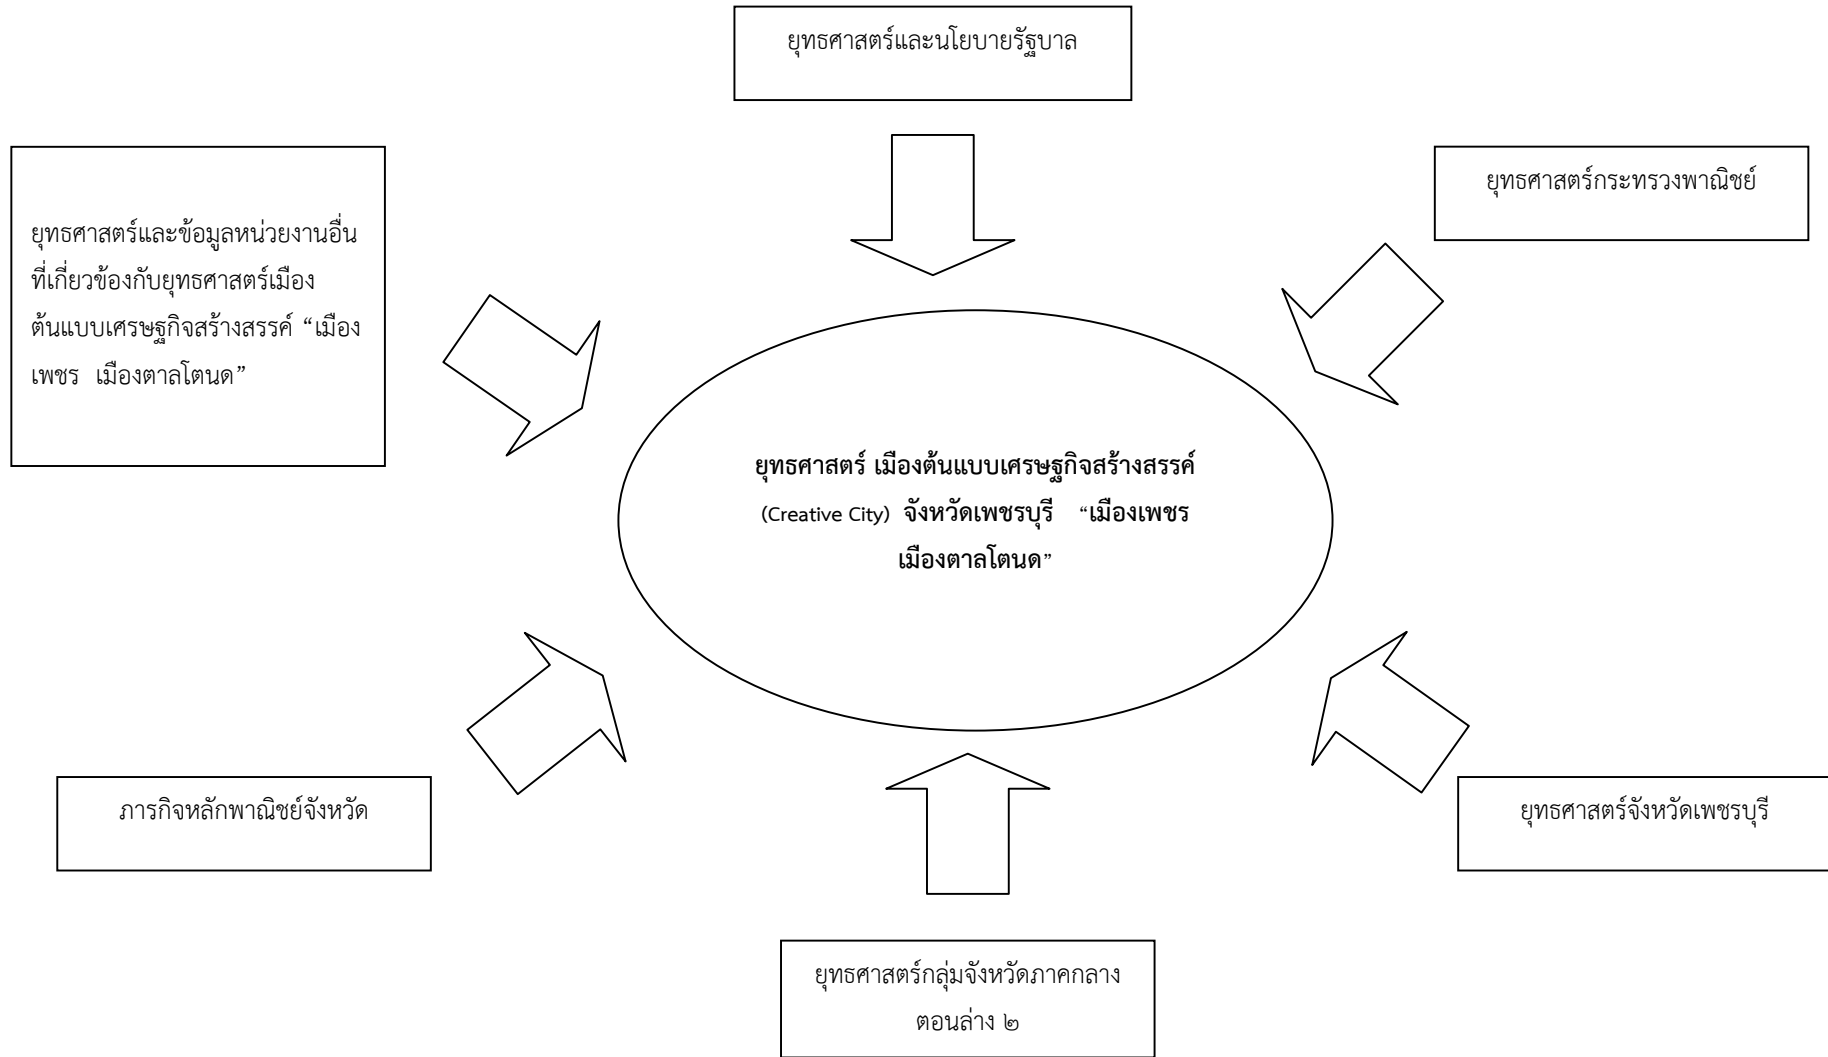 ยุทธศาสตร์และนโยบายรัฐบาล
ยุทธศาสตร์กระทรวงพาณิชย์
ยุทธศาสตร์และข้อมูลหน่วยงานอื่น
ที่เกี่ยวข้องกับยุทธศาสตร์เมือง
ต้นแบบเศรษฐกิจสร้างสรรค์ “เมือง
เพชร เมืองตาลโตนด”
ยุทธศาสตร์ เมืองต้นแบบเศรษฐกิจสร้างสรรค์
(Creative City) จังหวัดเพชรบุรี “เมืองเพชร
เมืองตาลโตนด”
ภารกิจหลักพาณิชย์จังหวัด
ยุทธศาสตร์จังหวัดเพชรบุรี
ยุทธศาสตร์กลุ่มจังหวัดภาคกลาง
ตอนล่าง ๒